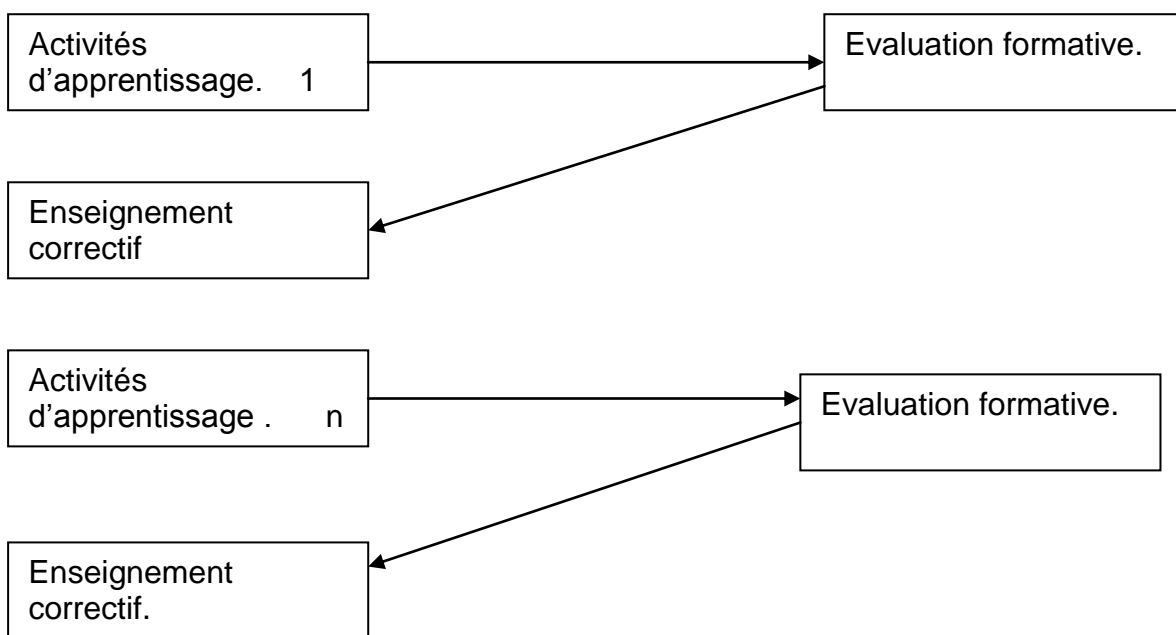 Activités
d'apprentissage. 1
Evaluation formative.
Enseignement
correctif
Activités
d'apprentissage . n
Evaluation formative.
Enseignement
correctif.